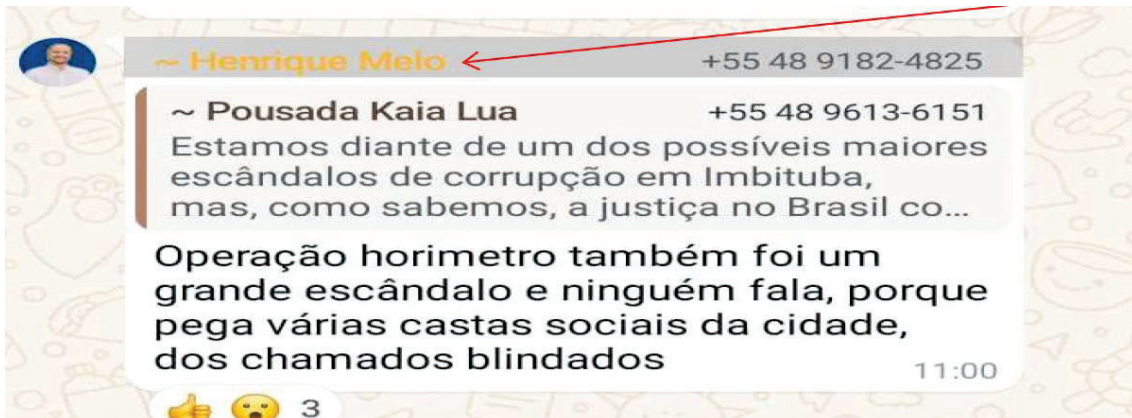 ~ Henrique Melo +55 48 9182-4825
~ Pousada Kaia Lua +55 48 9613-6151
Estamos diante de um dos possíveis maiores
escândalos de corrupção em Imbituba,
mas, como sabemos, a justiça no Brasil co...
Operação horimetro também foi um
grande escândalo e ninguém fala, porque
pega várias castas sociais da cidade,
dos chamados blindados
11:00
3